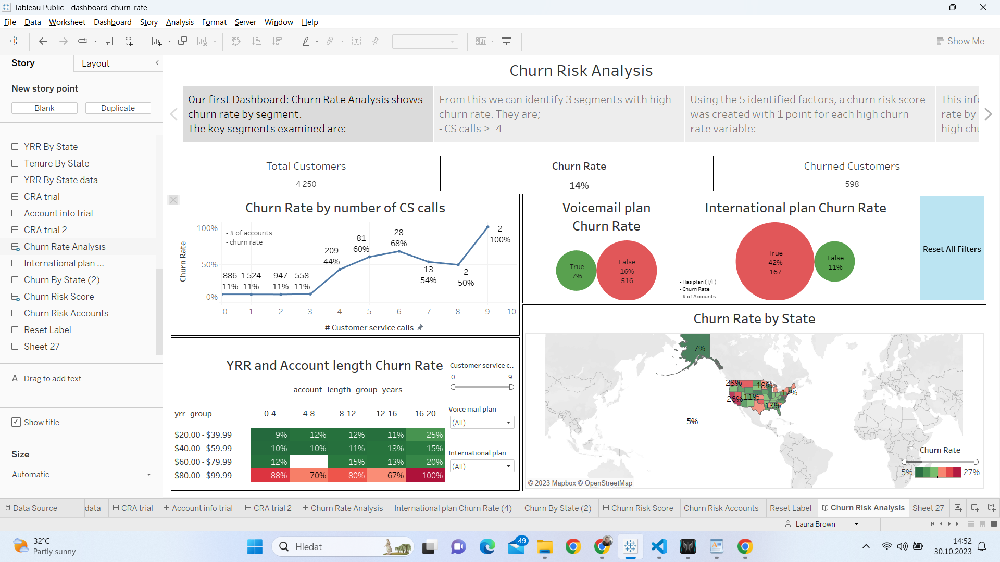 Tableau Public - dashboard_churn_rate
File Data Worksheet Dashboard Story Analysis Format Server Window Help
Show Me
Story
Layout
New story point
Blank
Duplicate
YRR By State
Tenure By State
YRR By State data
CRA trial
Account info trial
CRA trial 2
Churn Rate Analysis
International plan ...
Churn By State (2)
Churn Risk Score
Churn Risk Accounts
Reset Label
Sheet 27
A Drag to add text
Show title
Size
Automatic
Churn Risk Analysis
Our first Dashboard: Churn Rate Analysis shows
churn rate by segment.
The key segments examined are:
From this we can identify 3 segments with high
churn rate. They are;
- CS calls >=4
Using the 5 identified factors, a churn risk score
was created with 1 point for each high churn
rate variable:
This info
rate by
high chu
Total Customers
4 250
Churn Rate
14%
Churned Customers
598
Churn Rate by number of CS calls
Churn Rate
100%
50%
0%
- # of accounts
- churn rate
886
11%
1 524
11%
947
11%
558
11%
209
44%
81
60%
28
68%
13
54%
2
50%
2
100%
0 1 2 3 4 5 6 7 8 9 10
# Customer service calls
Voicemail plan
Churn Rate
True
7%
False
16%
516
International plan Churn Rate
True
42%
167
False
11%
- Has plan (T/F)
- Churn Rate
- # of Accounts
Reset All Filters
YRR and Account length Churn Rate
account_length_group_years
yrr_group 0-4 4-8 8-12 12-16 16-20
$20.00 - $39.99 9% 12% 12% 11% 25%
$40.00 - $59.99 10% 10% 11% 13% 15%
$60.00 - $79.99 12% 15% 13% 20%
$80.00 - $99.99 88% 70% 80% 67% 100%
Customer service c..
0 9
Voice mail plan
(All)
International plan
(All)
Churn Rate by State
7%
23%
18%
17%
26%
11%
13%
5%
Churn Rate
5% 27%
© 2023 Mapbox © OpenStreetMap
Data Source
data
CRA trial
Account info trial
CRA trial 2
Churn Rate Analysis
International plan Churn Rate (4)
Churn By State (2)
Churn Risk Score
Churn Risk Accounts
Reset Label
Churn Risk Analysis
Sheet 27
Laura Brown
32°C
Partly sunny
Hledat
49
14:52
30.10.2023